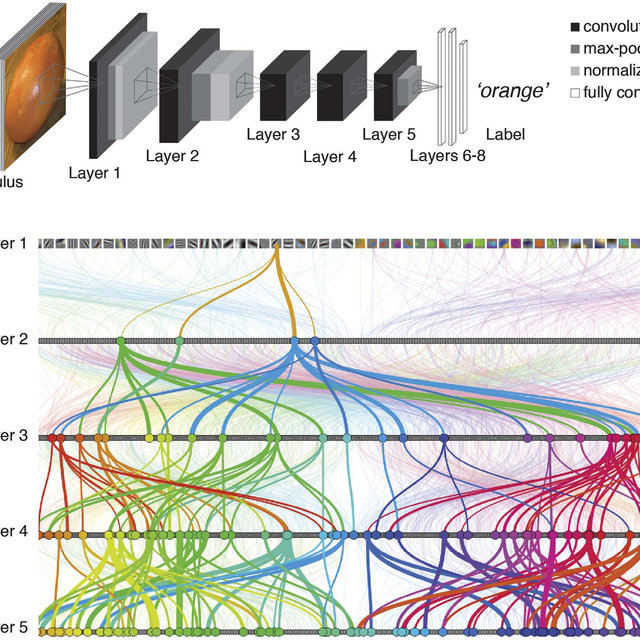 convolut
max-poo
normaliz
fully con
'orange'
Layer 3
Layer 5
Label
Layer 2
Layer 4
Layers 6-8
Layer 1
ulus
er 1
er 2
er 3
er 4
er 5